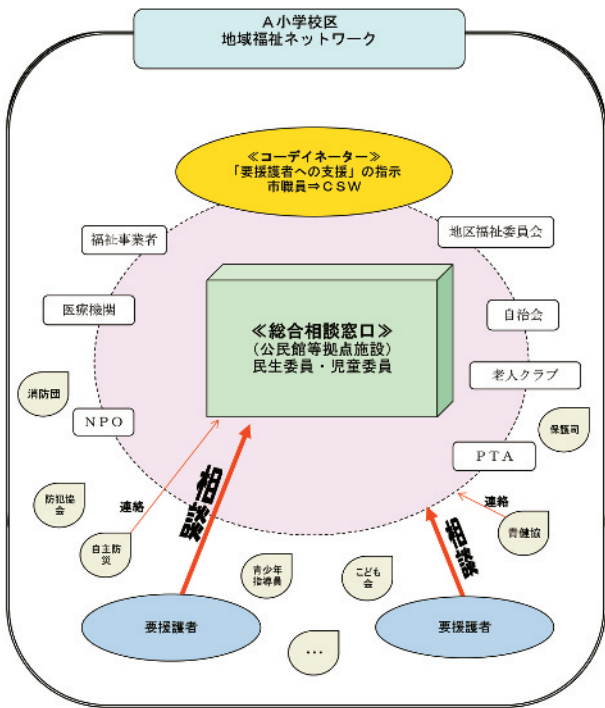 A小学校区
地域福祉ネットワーク
≪コーデイネーター≫
「要援護者への支援」の指示
市職員⇒CSW
福祉事業者
地区福祉委員会
医療機関
自治会
≪総合相談窓口≫
(公民館等拠点施設)
民生委員・児童委員
老人クラブ
消防団
NPO
保護司
PTA
防犯協
会
連絡
相談
連絡
自主防
災
相談
青健協
青少年
指導員
こども
会
要援護者
要援護者
…